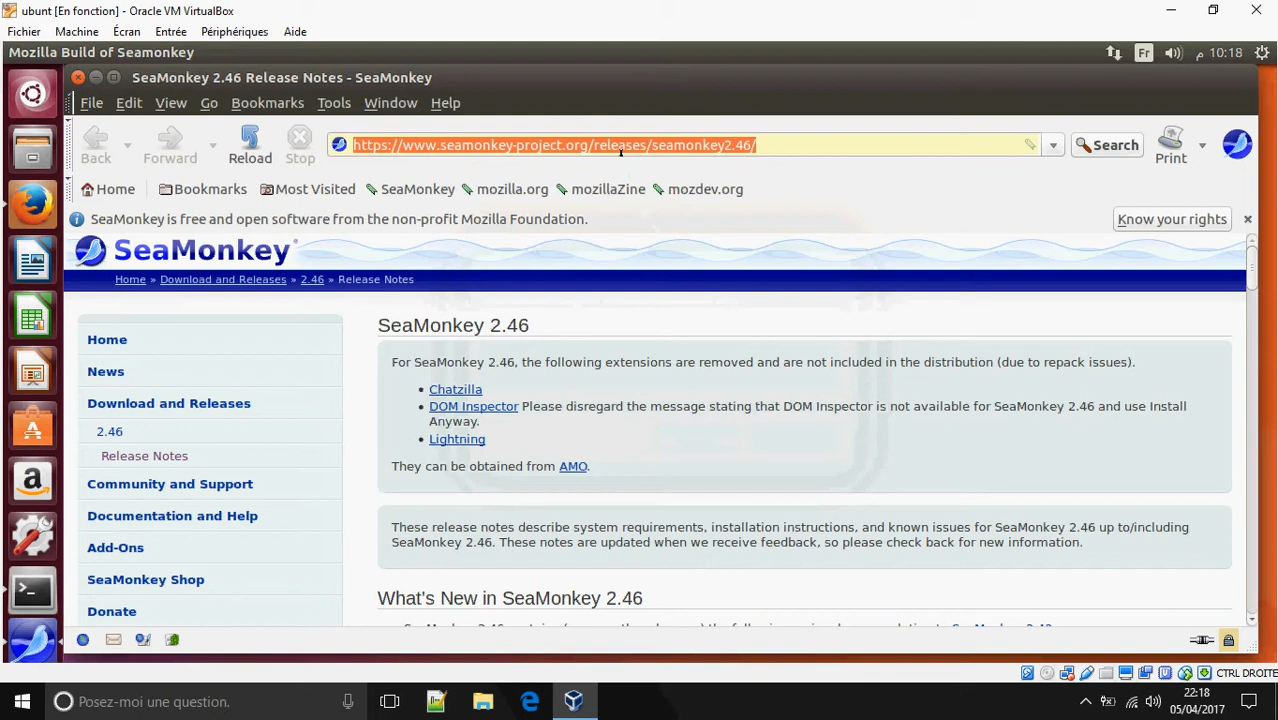 ubunt [En fonction] - Oracle VM VirtualBox
Fichier Machine Écran Entrée Périphériques Aide
Mozilla Build of Seamonkey
Fr
م 10:18
SeaMonkey 2.46 Release Notes - SeaMonkey
File Edit View Go Bookmarks Tools Window Help
https://www.seamonkey-project.org/releases/seamonkey2.46/
Search
Back Forward Reload Stop Print
Home Bookmarks Most Visited SeaMonkey mozilla.org mozillaZine mozdev.org
SeaMonkey is free and open software from the non-profit Mozilla Foundation.
Know your rights
SeaMonkey
Home » Download and Releases » 2.46 » Release Notes
Home
News
Download and Releases
2.46
Release Notes
Community and Support
Documentation and Help
Add-Ons
SeaMonkey Shop
Donate
SeaMonkey 2.46
For SeaMonkey 2.46, the following extensions are removed and are not included in the distribution (due to repack issues).
• Chatzilla
• DOM Inspector Please disregard the message stating that DOM Inspector is not available for SeaMonkey 2.46 and use Install
Anyway.
• Lightning
They can be obtained from AMO.
These release notes describe system requirements, installation instructions, and known issues for SeaMonkey 2.46 up to/including
SeaMonkey 2.46. These notes are updated when we receive feedback, so please check back for new information.
What's New in SeaMonkey 2.46
CTRL DROITE
Posez-moi une question.
22:18
05/04/2017